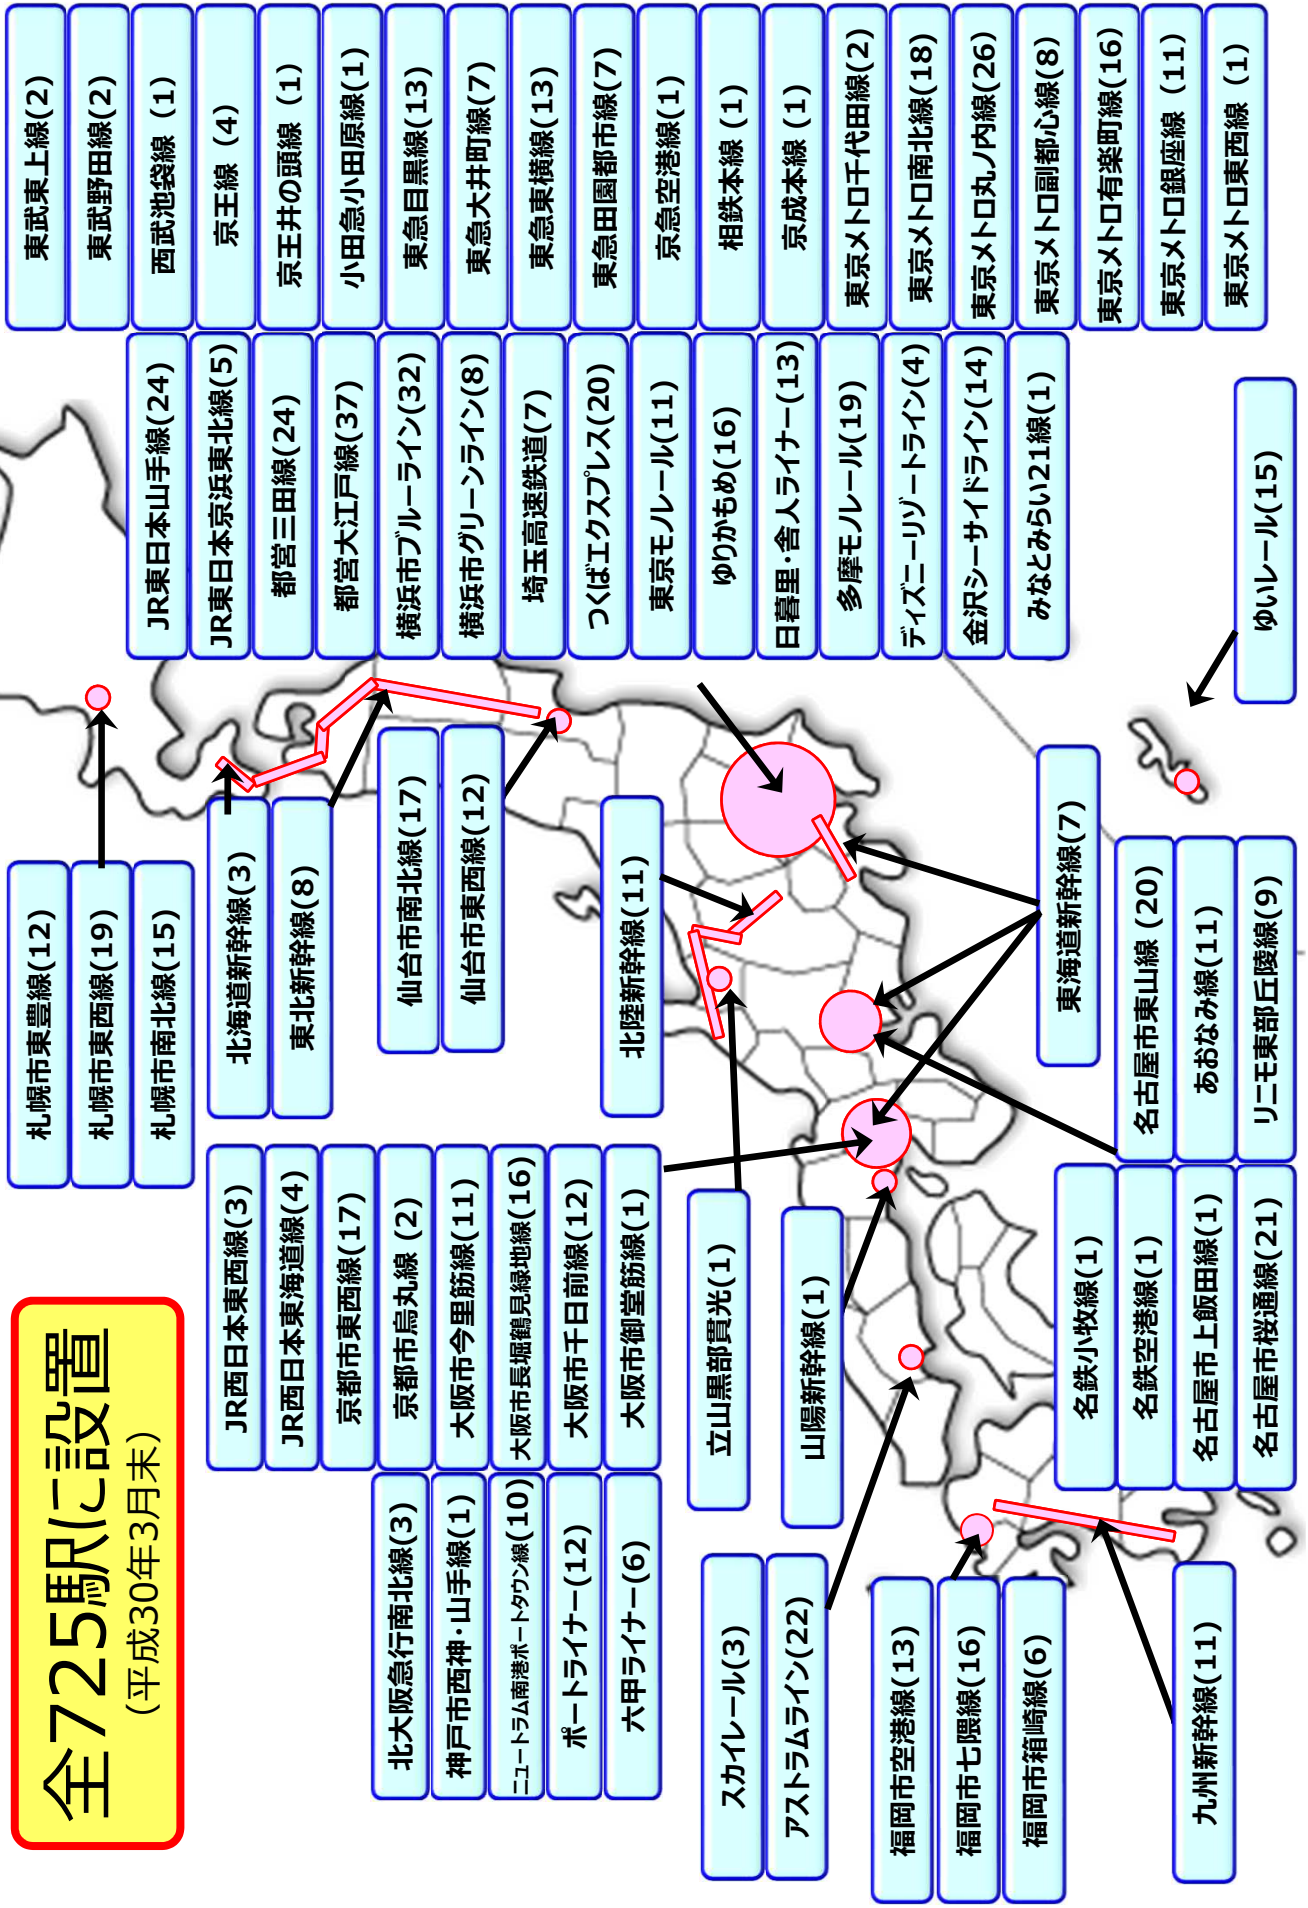 全725駅に設置
(平成30年3月末)
札幌市東豊線(12)
札幌市東西線(19)
札幌市南北線(15)
北海道新幹線(3)
東北新幹線(8)
仙台市南北線(17)
仙台市東西線(12)
北陸新幹線(11)
JR西日本東西線(3)
JR西日本東海道線(4)
京都市東西線(17)
京都市烏丸線 (2)
大阪市今里筋線(11)
大阪市長堀鶴見緑地線(16)
大阪市千日前線(12)
大阪市御堂筋線(1)
北大阪急行南北線(3)
神戸市西神・山手線(1)
ニュートラム南港ポートタウン線(10)
ポートライナー(12)
六甲ライナー(6)
立山黒部貫光(1)
山陽新幹線(1)
スカイレール(3)
アストラムライン(22)
福岡市空港線(13)
福岡市七隈線(16)
福岡市箱崎線(6)
九州新幹線(11)
名鉄小牧線(1)
名鉄空港線(1)
名古屋市上飯田線(1)
名古屋市桜通線(21)
名古屋市東山線 (20)
あおなみ線(11)
リニモ東部丘陵線(9)
東海道新幹線(7)
ゆいレール(15)
JR東日本山手線(24)
JR東日本京浜東北線(5)
都営三田線(24)
都営大江戸線(37)
横浜市ブルーライン(32)
横浜市グリーンライン(8)
埼玉高速鉄道(7)
つくばエクスプレス(20)
東京モノレール(11)
ゆりかもめ(16)
日暮里・舎人ライナー(13)
多摩モノレール(19)
ディズニーリゾートライン(4)
金沢シーサイドライン(14)
みなとみらい21線(1)
東武東上線(2)
東武野田線(2)
西武池袋線 (1)
京王線 (4)
京王井の頭線 (1)
小田急小田原線(1)
東急目黒線(13)
東急大井町線(7)
東急東横線(13)
東急田園都市線(7)
京急空港線(1)
相鉄本線 (1)
京成本線 (1)
東京メトロ千代田線(2)
東京メトロ南北線(18)
東京メトロ丸ノ内線(26)
東京メトロ副都心線(8)
東京メトロ有楽町線(16)
東京メトロ銀座線 (11)
東京メトロ東西線 (1)